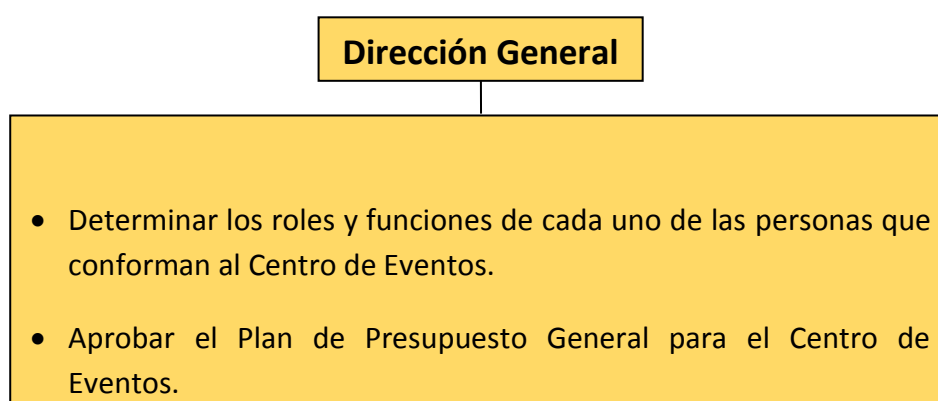 Dirección General
• Determinar los roles y funciones de cada uno de las personas que
conforman al Centro de Eventos.
• Aprobar el Plan de Presupuesto General para el Centro de
Eventos.